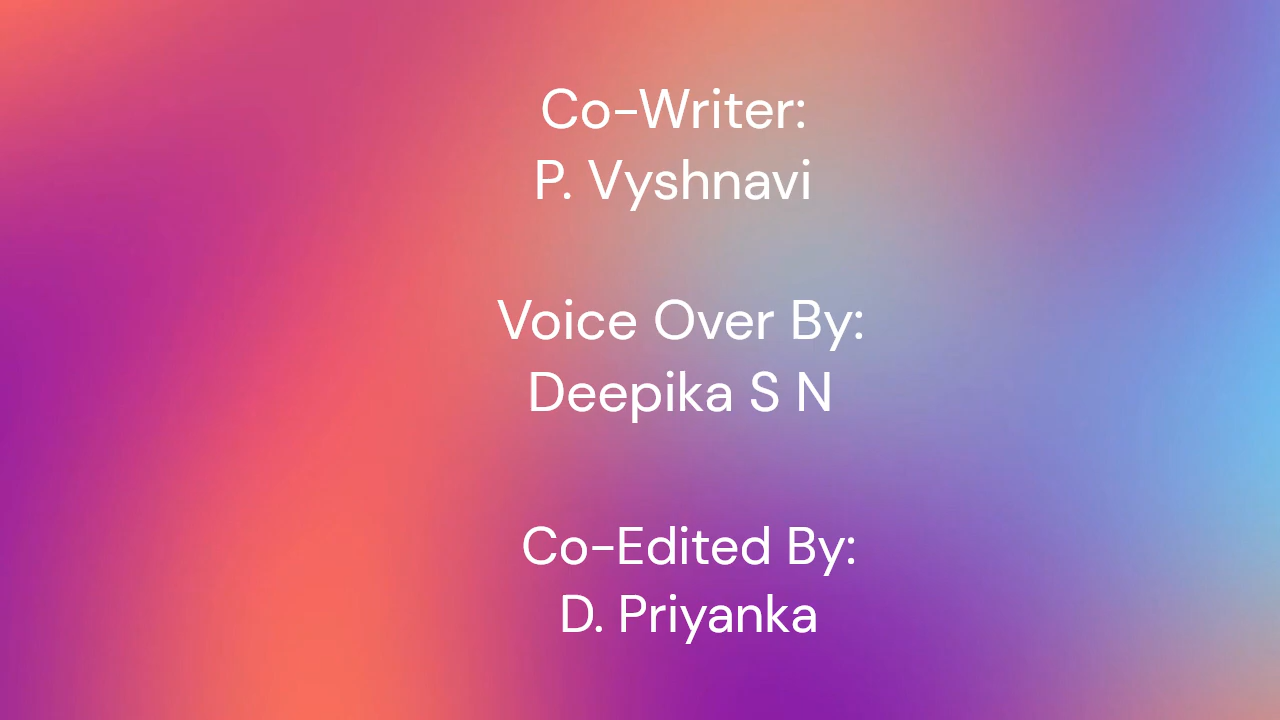 Co-Writer:
P. Vyshnavi
Voice Over By:
Deepika S N
Co-Edited By:
D. Priyanka